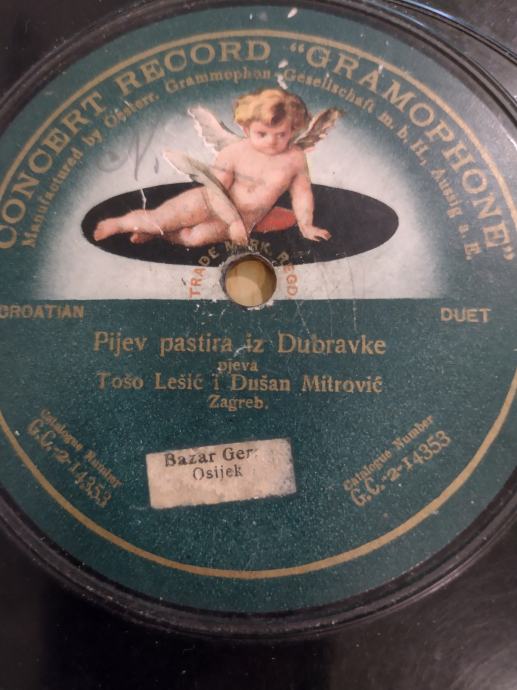 CONCERT RECORD "GRAMOPHONE"
Manufactured by Oesterr. Grammophon-Gesellschaft m. b. H., Aussig a. E.
TRADE MARK. REGD.
CROATIAN
DUET
Pijev pastira iz Dubravke
pjeva
Tošo Lešić i Dušan Mitrović
Zagreb.
Catalogue Number
G.C.-2-14353
Bazar
Osijek
Catalogue Number
G.C.-2-14353